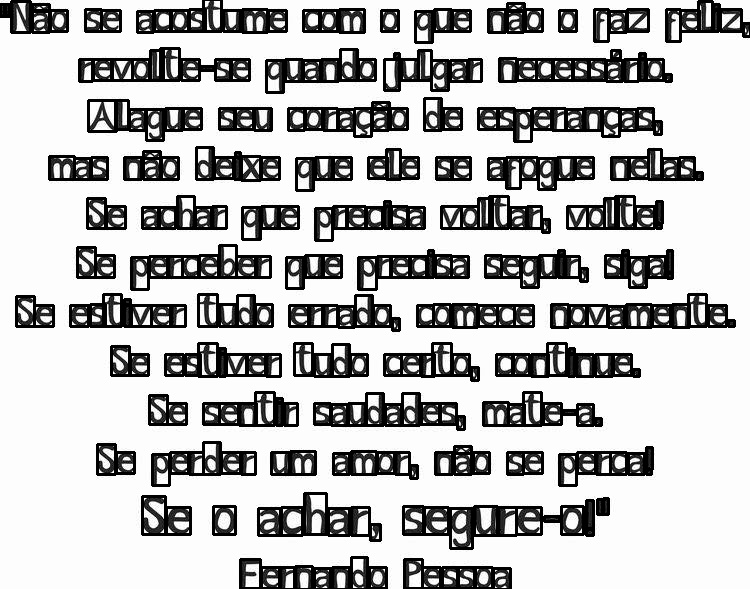 "Não se acostume com o que não o faz feliz,
revolte-se quando julgar necessário.
Alague seu coração de esperanças,
mas não deixe que ele se afogue nelas.
Se achar que precisa voltar, volte!
Se perceber que precisa seguir, siga!
Se estiver tudo errado, comece novamente.
Se estiver tudo certo, continue.
Se sentir saudades, mate-a.
Se perder um amor, não se perca!
Se o achar, segure-o!"
Fernando Pessoa